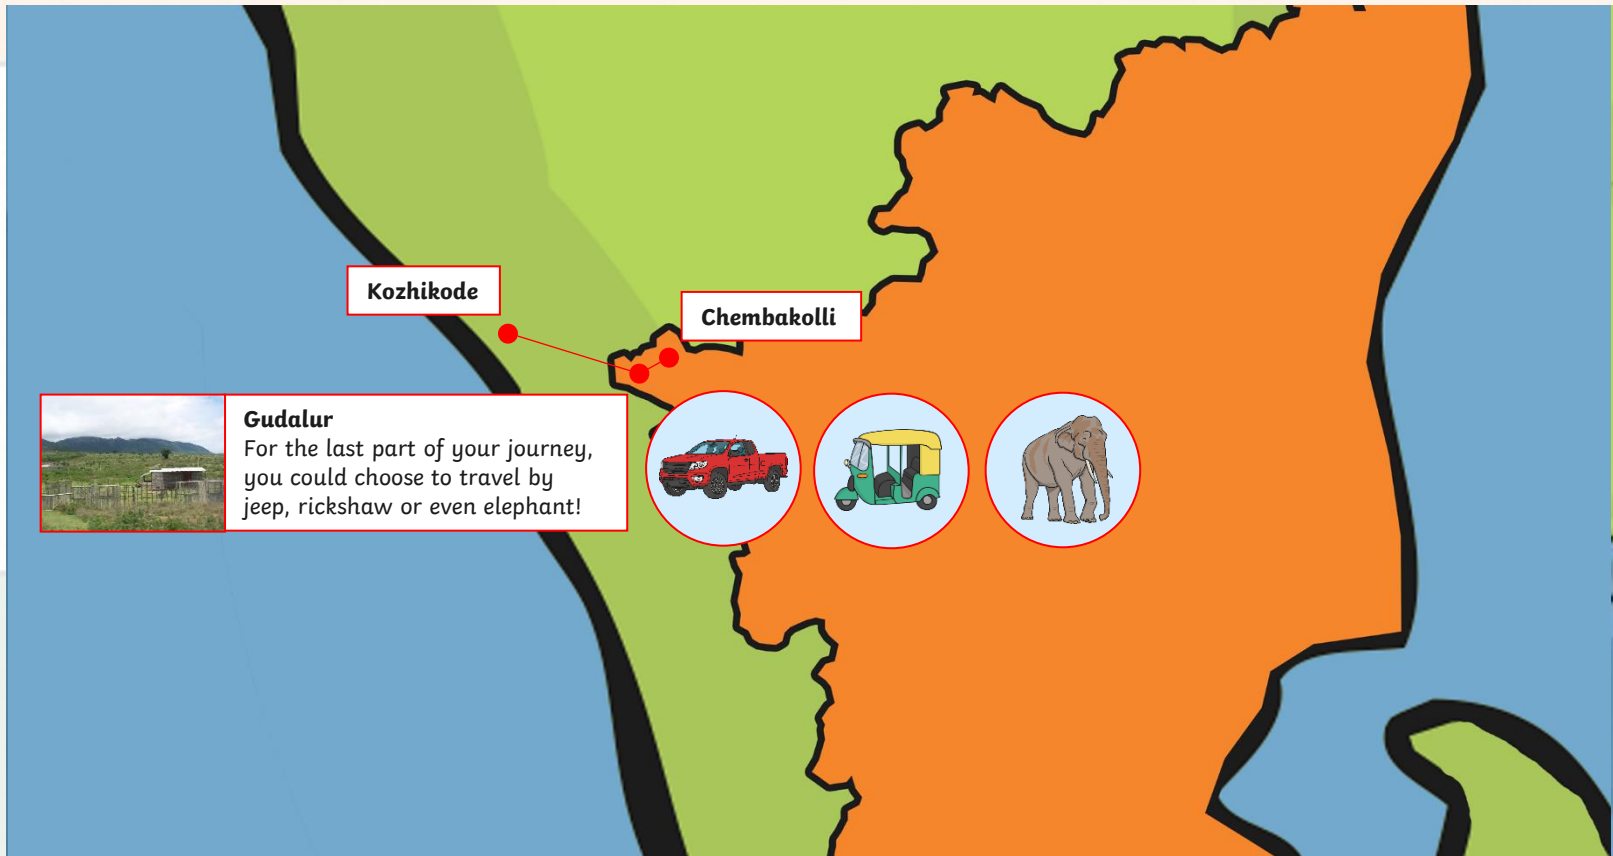 Kozhikode
Chembakolli
Gudalur
For the last part of your journey,
you could choose to travel by
jeep, rickshaw or even elephant!